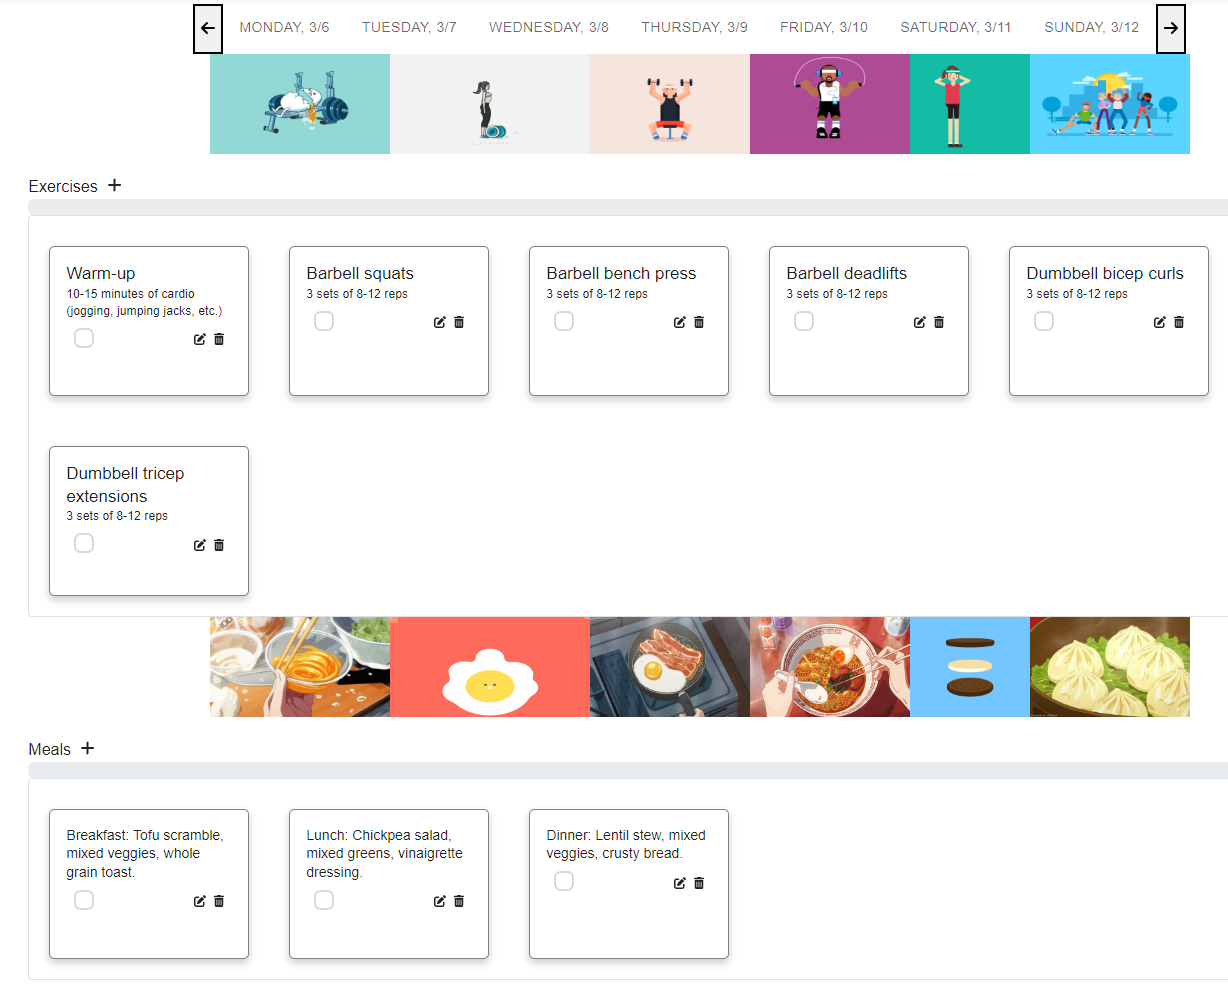 MONDAY, 3/6 TUESDAY, 3/7 WEDNESDAY, 3/8 THURSDAY, 3/9 FRIDAY, 3/10 SATURDAY, 3/11 SUNDAY, 3/12
Exercises
Warm-up
10-15 minutes of cardio
(jogging, jumping jacks, etc.)
Barbell squats
3 sets of 8-12 reps
Barbell bench press
3 sets of 8-12 reps
Barbell deadlifts
3 sets of 8-12 reps
Dumbbell bicep curls
3 sets of 8-12 reps
Dumbbell tricep
extensions
3 sets of 8-12 reps
Meals
Breakfast: Tofu scramble,
mixed veggies, whole
grain toast.
Lunch: Chickpea salad,
mixed greens, vinaigrette
dressing.
Dinner: Lentil stew, mixed
veggies, crusty bread.